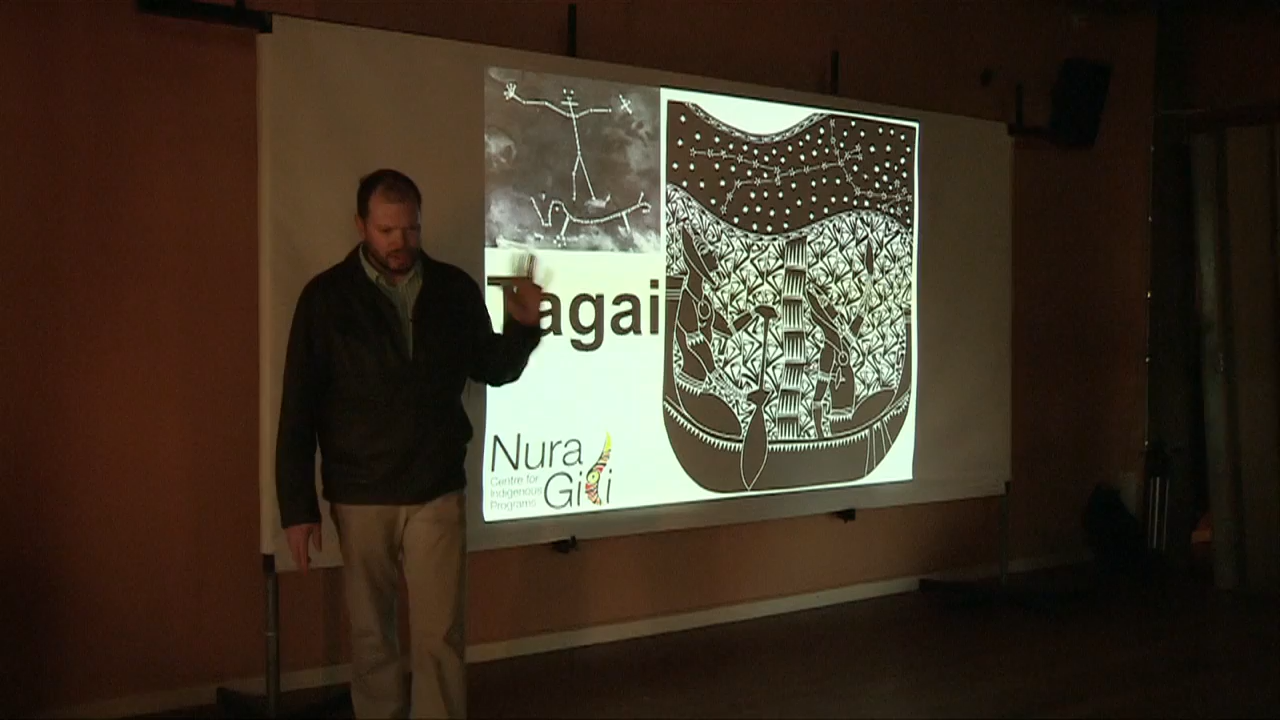 Tagai
Nura
Gili
Centre for
Indigenous
Programs